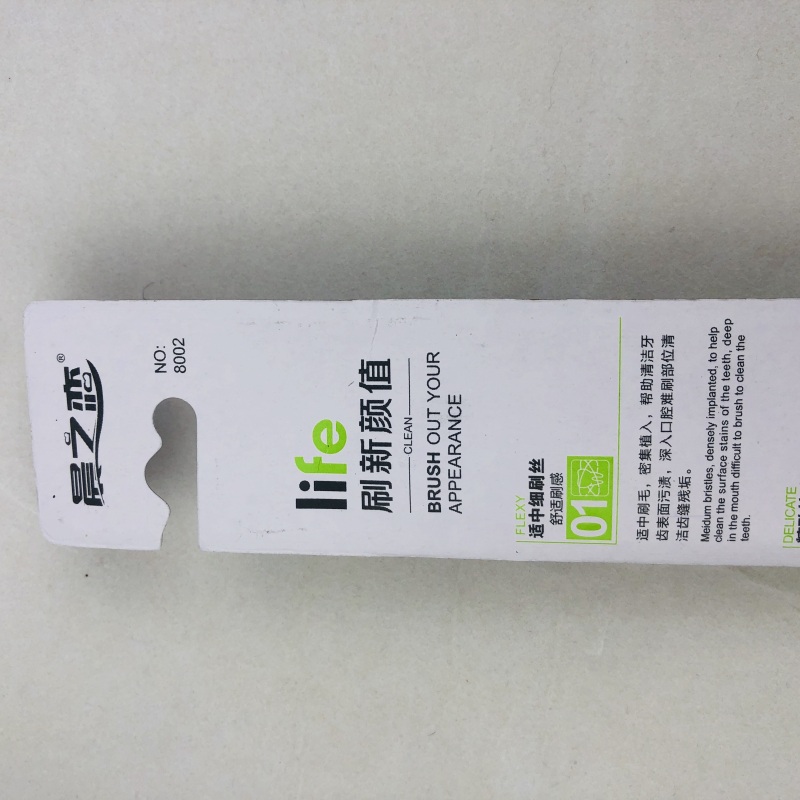 晨之恋®
NO:
8002
life
刷新颜值
CLEAN
BRUSH OUT YOUR
APPEARANCE
FLEXY
适中细刷丝
舒适刷感
01
适中刷毛，密集植入，帮助清洁牙
齿表面污渍，深入口腔难刷部位清
洁齿缝残垢。
Meidum bristles, densely implanted, to help
clean the surface stains of the teeth, deep
in the mouth difficult to brush to clean the
teeth.
DELICATE